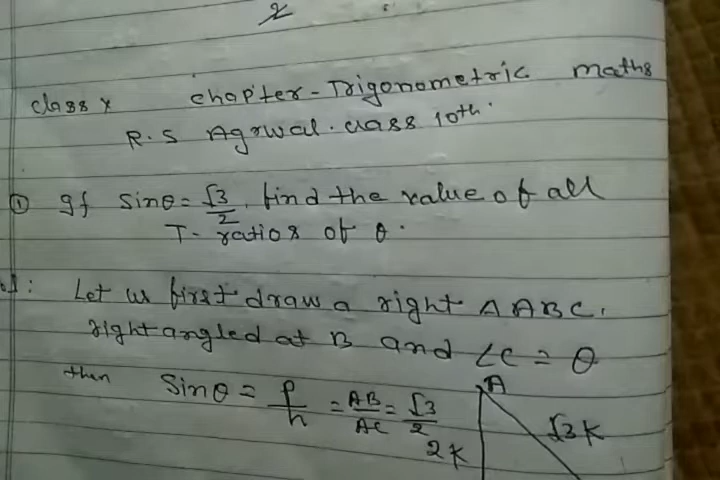 2
class x chapter - Trigonometric maths
R.S Agrwal. class 10th.
① If sinθ = √3/2, find the value of all
T- ratios of θ.
Let us first draw a right △ ABC.
right angled at B and ∠C = θ
then Sinθ = P/h = AB/AC = √3/2
A
2K √3K